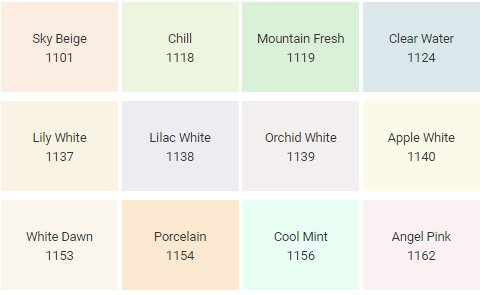 Sky Beige
1101
Chill
1118
Mountain Fresh
1119
Clear Water
1124
Lily White
1137
Lilac White
1138
Orchid White
1139
Apple White
1140
White Dawn
1153
Porcelain
1154
Cool Mint
1156
Angel Pink
1162